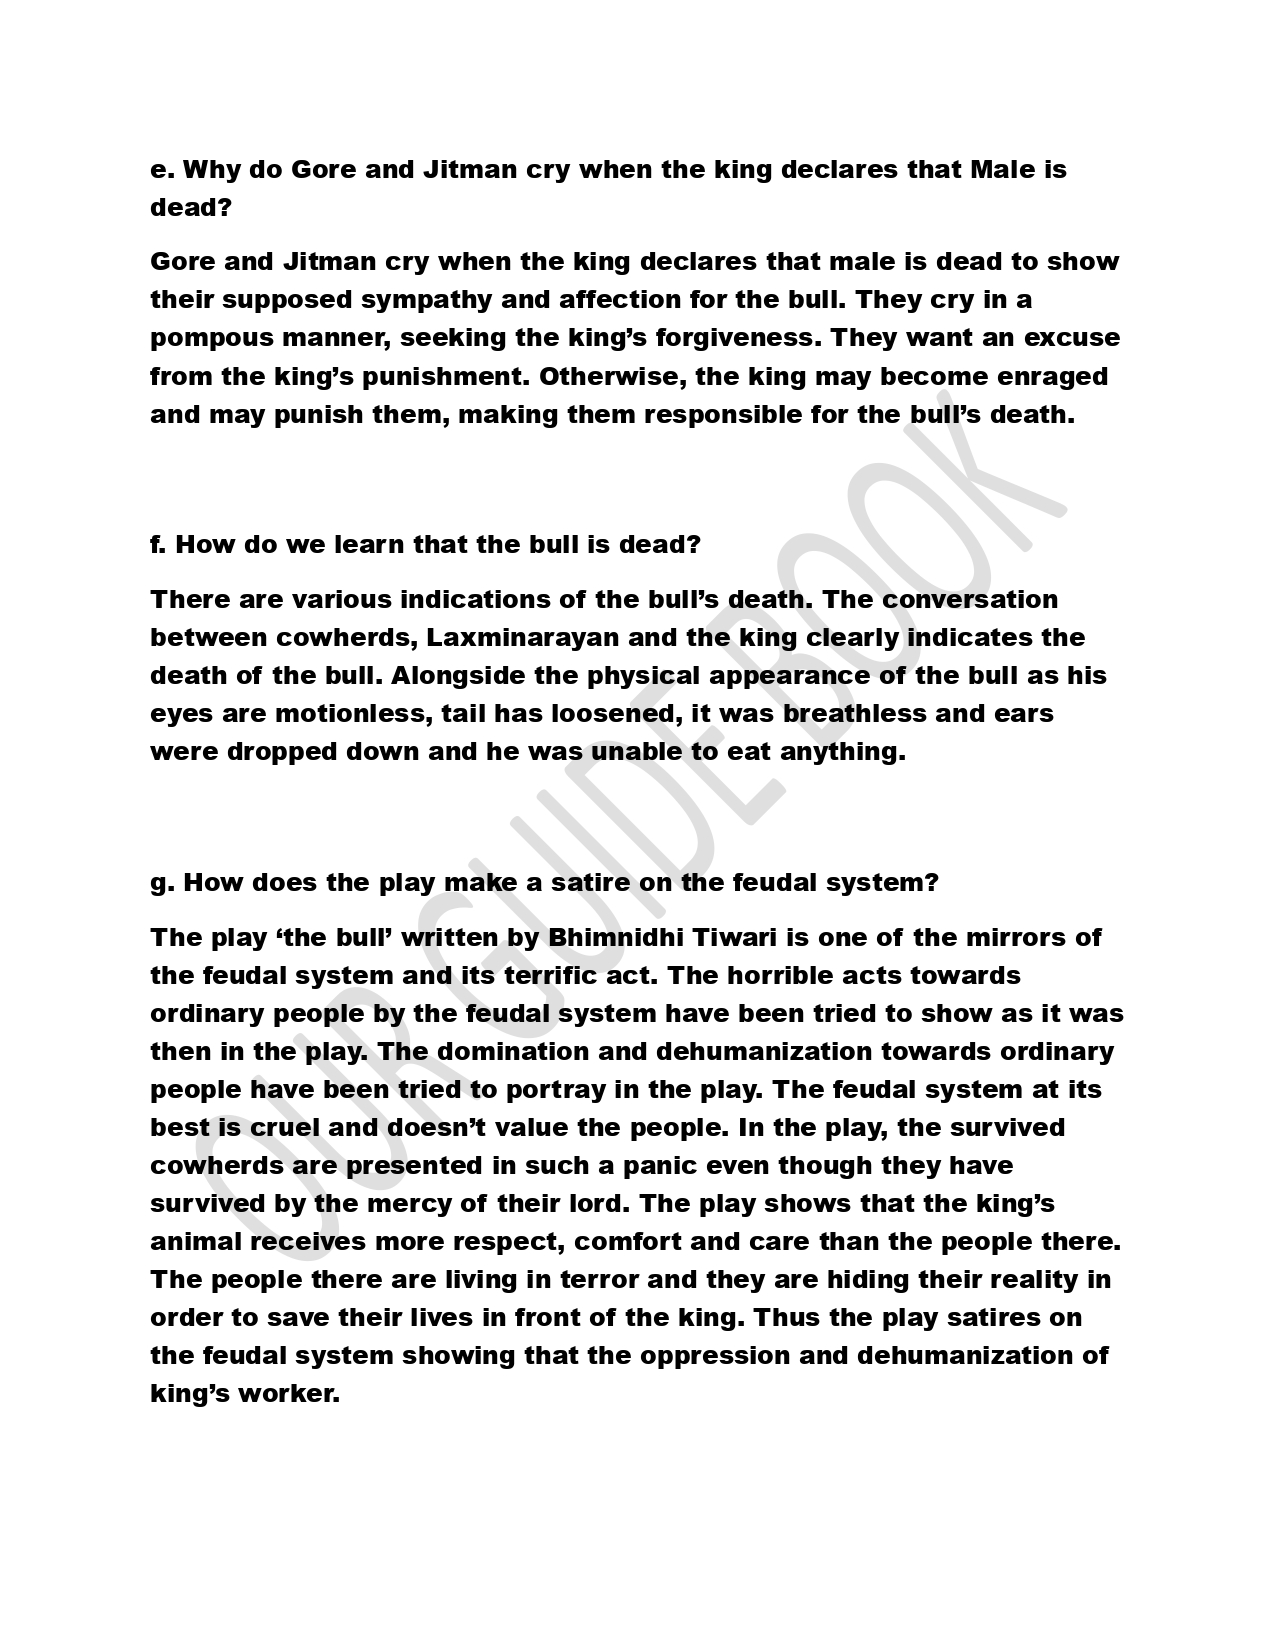 e. Why do Gore and Jitman cry when the king declares that Male is
dead?
Gore and Jitman cry when the king declares that male is dead to show
their supposed sympathy and affection for the bull. They cry in a
pompous manner, seeking the king’s forgiveness. They want an excuse
from the king’s punishment. Otherwise, the king may become enraged
and may punish them, making them responsible for the bull’s death.
f. How do we learn that the bull is dead?
There are various indications of the bull’s death. The conversation
between cowherds, Laxminarayan and the king clearly indicates the
death of the bull. Alongside the physical appearance of the bull as his
eyes are motionless, tail has loosened, it was breathless and ears
were dropped down and he was unable to eat anything.
g. How does the play make a satire on the feudal system?
The play ‘the bull’ written by Bhimnidhi Tiwari is one of the mirrors of
the feudal system and its terrific act. The horrible acts towards
ordinary people by the feudal system have been tried to show as it was
then in the play. The domination and dehumanization towards ordinary
people have been tried to portray in the play. The feudal system at its
best is cruel and doesn’t value the people. In the play, the survived
cowherds are presented in such a panic even though they have
survived by the mercy of their lord. The play shows that the king’s
animal receives more respect, comfort and care than the people there.
The people there are living in terror and they are hiding their reality in
order to save their lives in front of the king. Thus the play satires on
the feudal system showing that the oppression and dehumanization of
king’s worker.
OUR GUIDE BOOK